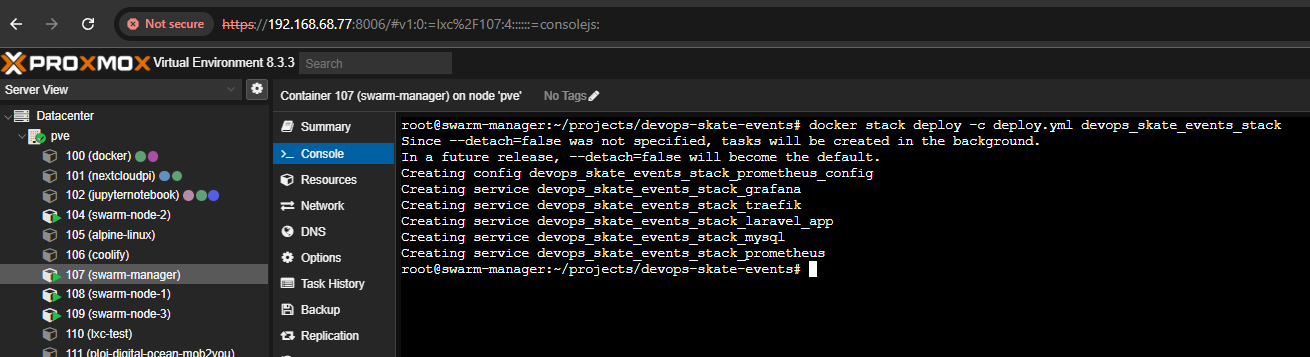 Not secure https://192.168.68.77:8006/#v1:0:=lxc%2F107:4::::::=consolejs:
PROXMOX Virtual Environment 8.3.3 Search
Server View
Datacenter
pve
100 (docker)
101 (nextcloudpi)
102 (jupyternotebook)
104 (swarm-node-2)
105 (alpine-linux)
106 (coolify)
107 (swarm-manager)
108 (swarm-node-1)
109 (swarm-node-3)
110 (lxc-test)
111 (ploi-digital-ocean-mob2you)
Container 107 (swarm-manager) on node 'pve' No Tags
Summary
Console
Resources
Network
DNS
Options
Task History
Backup
Replication
root@swarm-manager:~/projects/devops-skate-events# docker stack deploy -c deploy.yml devops_skate_events_stack
Since --detach=false was not specified, tasks will be created in the background.
In a future release, --detach=false will become the default.
Creating config devops_skate_events_stack_prometheus_config
Creating service devops_skate_events_stack_grafana
Creating service devops_skate_events_stack_traefik
Creating service devops_skate_events_stack_laravel_app
Creating service devops_skate_events_stack_mysql
Creating service devops_skate_events_stack_prometheus
root@swarm-manager:~/projects/devops-skate-events#